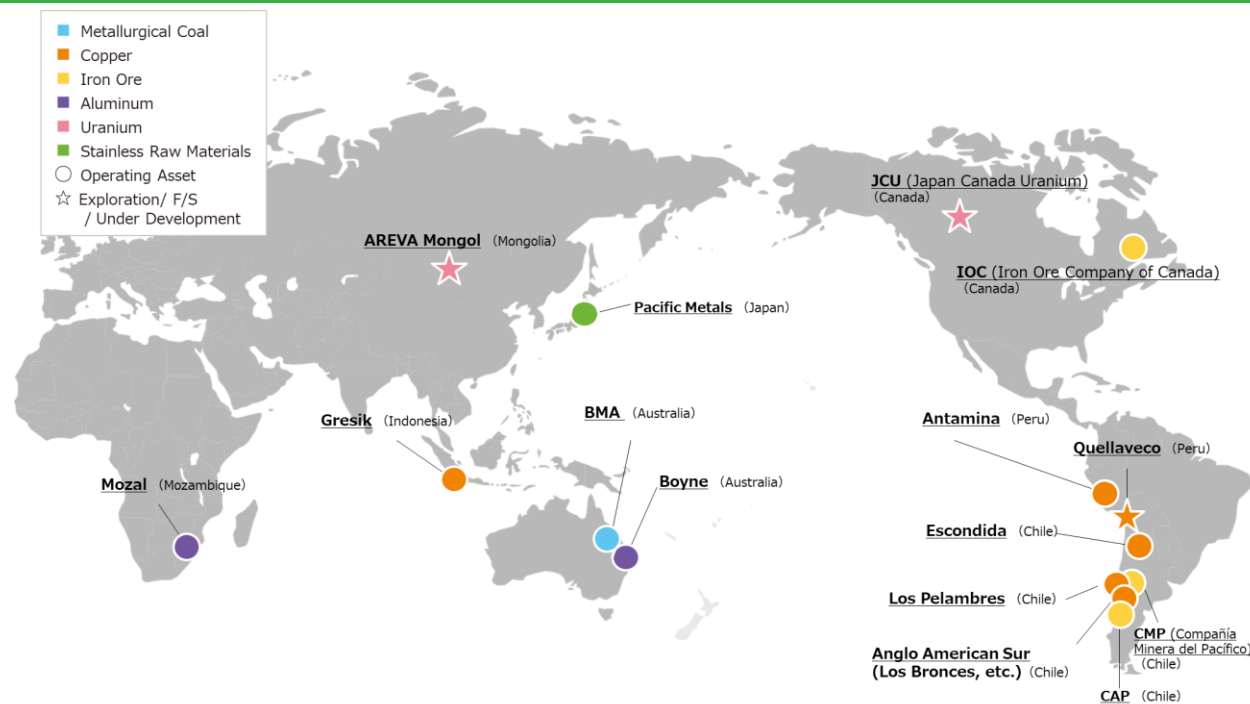 Metallurgical Coal
Copper
Iron Ore
Aluminum
Uranium
Stainless Raw Materials
Operating Asset
Exploration/ F/S
/ Under Development
JCU (Japan Canada Uranium)
(Canada)
AREVA Mongol (Mongolia)
IOC (Iron Ore Company of Canada)
(Canada)
Pacific Metals (Japan)
Gresik (Indonesia)
BMA (Australia)
Antamina (Peru)
Quellaveco (Peru)
Mozal (Mozambique)
Boyne (Australia)
Escondida (Chile)
Los Pelambres (Chile)
CMP (Compañía
Minera del Pacífico)
(Chile)
Anglo American Sur
(Los Bronces, etc.) (Chile)
CAP (Chile)